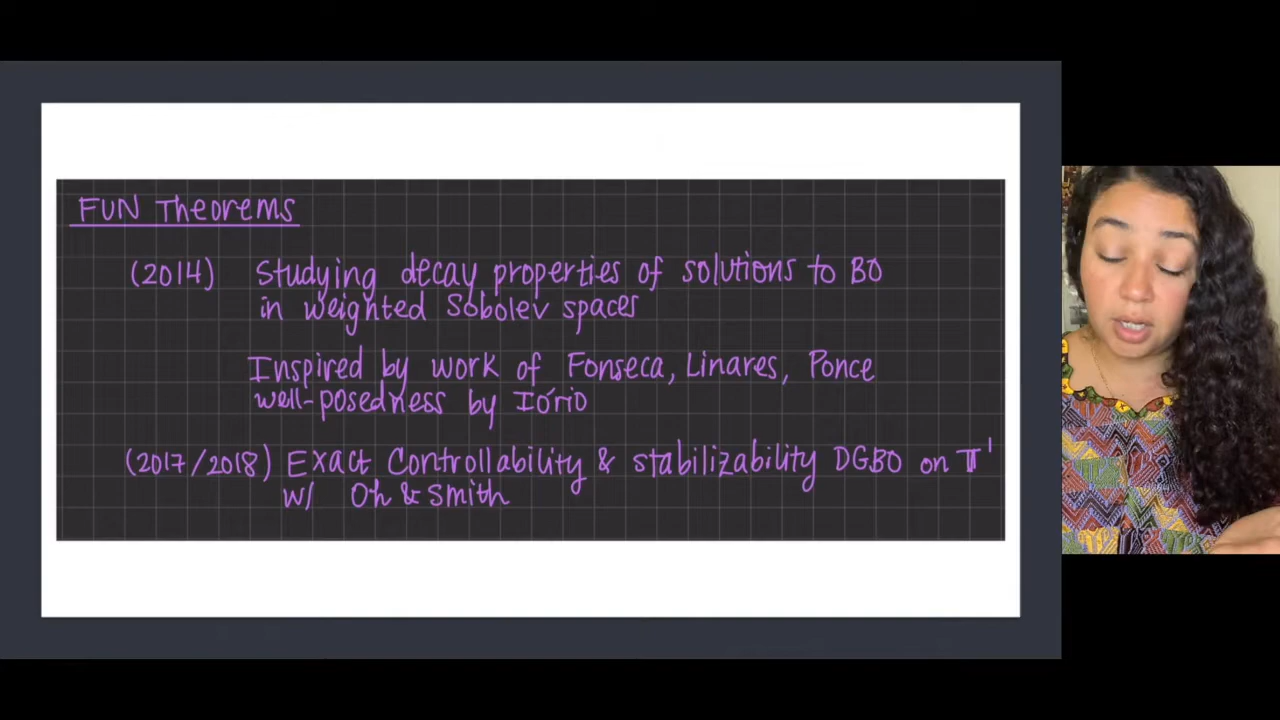 FUN Theorems
(2014) Studying decay properties of solutions to BO
in weighted Sobolev spaces
Inspired by work of Fonseca, Linares, Ponce
well-posedness by Iório
(2017/2018) Exact Controllability & stabilizability DGBO on 𝕋¹
w/ Oh & Smith